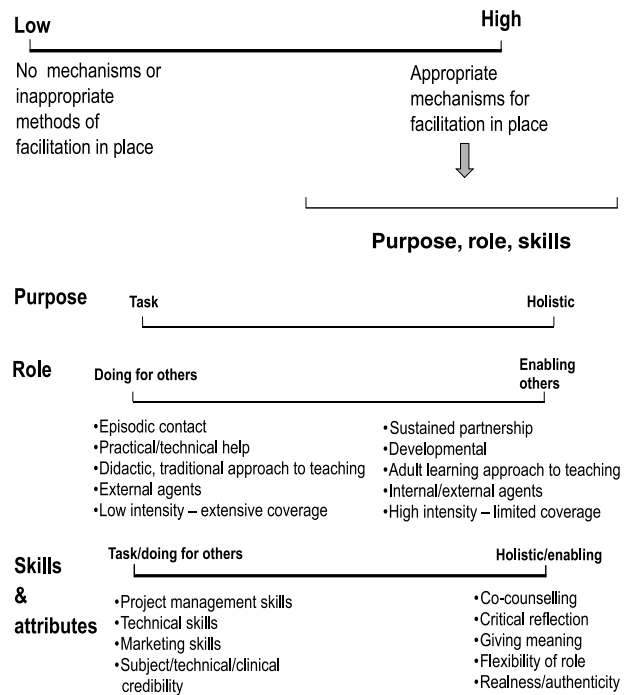 Low
High
No mechanisms or
inappropriate
methods of
facilitation in place
Appropriate
mechanisms for
facilitation in place
Purpose, role, skills
Purpose
Task
Holistic
Role
Doing for others
Enabling
others
•Episodic contact
•Practical/technical help
•Didactic, traditional approach to teaching
•External agents
•Low intensity – extensive coverage
•Sustained partnership
•Developmental
•Adult learning approach to teaching
•Internal/external agents
•High intensity – limited coverage
Skills
&
attributes
Task/doing for others
Holistic/enabling
•Project management skills
•Technical skills
•Marketing skills
•Subject/technical/clinical
credibility
•Co-counselling
•Critical reflection
•Giving meaning
•Flexibility of role
•Realness/authenticity